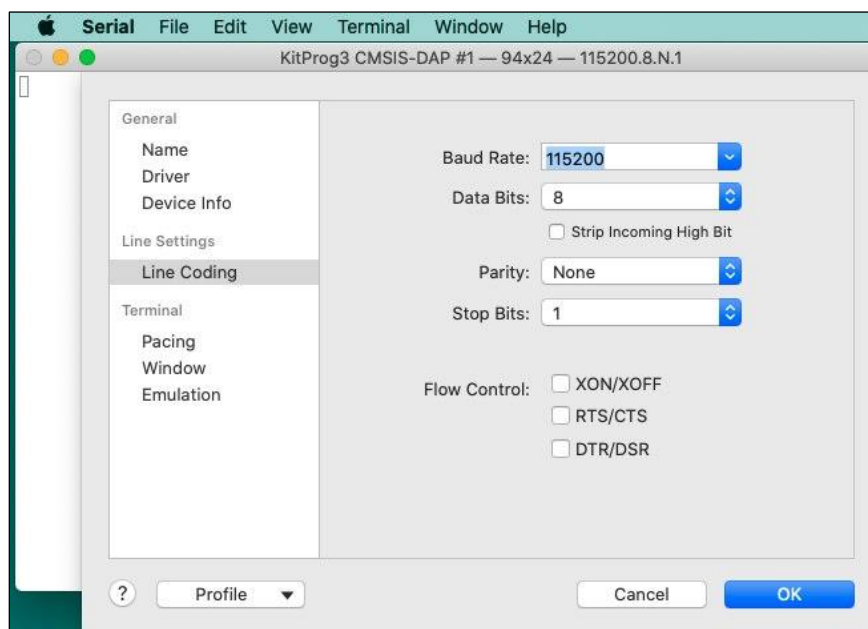 Serial File Edit View Terminal Window Help
KitProg3 CMSIS-DAP #1 — 94x24 — 115200.8.N.1
General
Name
Driver
Device Info
Line Settings
Line Coding
Terminal
Pacing
Window
Emulation
Baud Rate: 115200
Data Bits: 8
Strip Incoming High Bit
Parity: None
Stop Bits: 1
Flow Control: XON/XOFF
RTS/CTS
DTR/DSR
? Profile Cancel OK